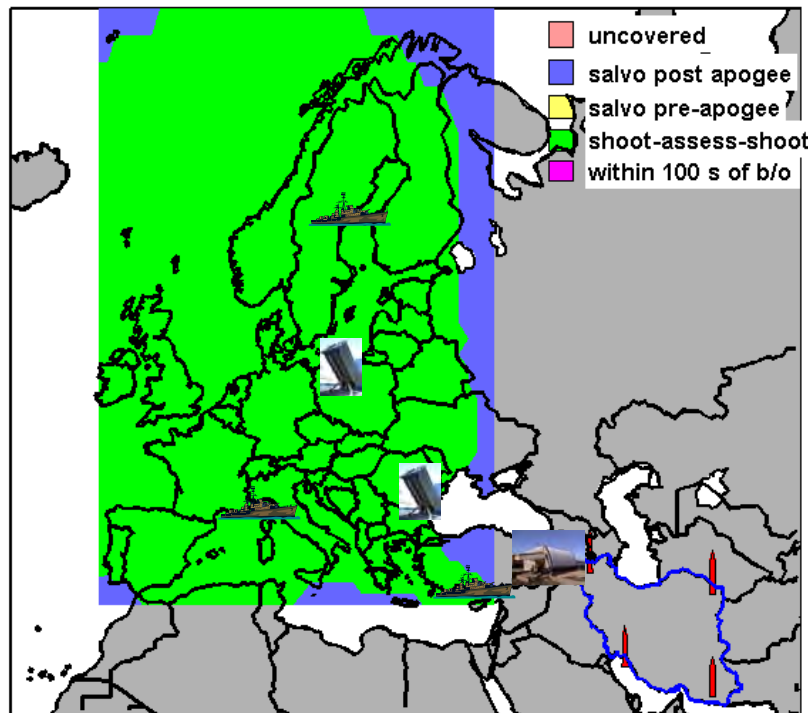 uncovered
salvo post apogee
salvo pre-apogee
shoot-assess-shoot
within 100 s of b/o